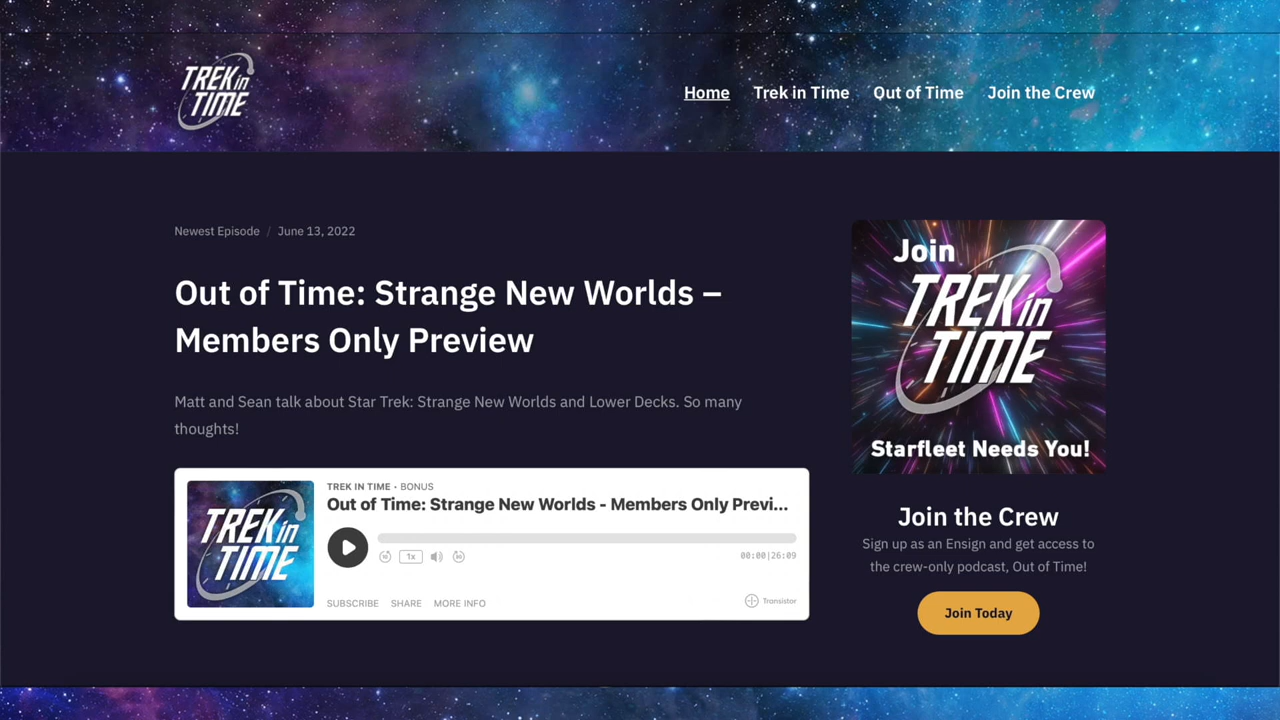 TREK in
TIME
Home
Trek in Time
Out of Time
Join the Crew
Newest Episode / June 13, 2022
Out of Time: Strange New Worlds –
Members Only Preview
Matt and Sean talk about Star Trek: Strange New Worlds and Lower Decks. So many
thoughts!
TREK in
TIME
TREK IN TIME • BONUS
Out of Time: Strange New Worlds - Members Only Previ...
10
1x
30
00:00|26:09
SUBSCRIBE
SHARE
MORE INFO
Transistor
Join
TREK in
TIME
Starfleet Needs You!
Join the Crew
Sign up as an Ensign and get access to
the crew-only podcast, Out of Time!
Join Today